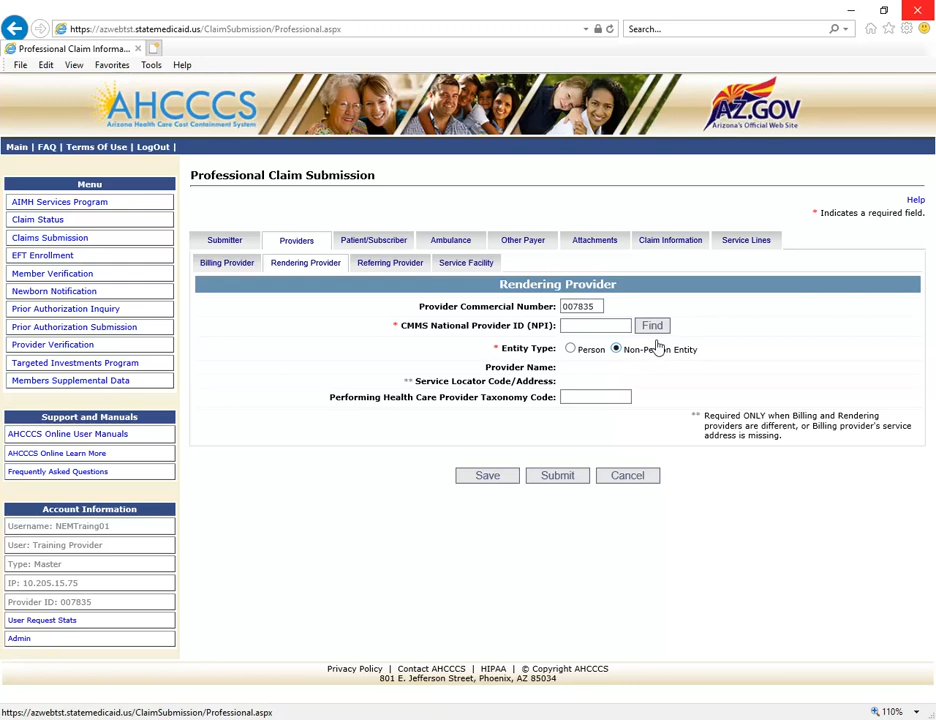 https://azwebtst.statemedicaid.us/ClaimSubmission/Professional.aspx
Search...
Professional Claim Informa...
File Edit View Favorites Tools Help
AHCCCS
Arizona Health Care Cost Containment System
AZ.GOV
Arizona's Official Web Site
Main | FAQ | Terms Of Use | LogOut |
Menu
AIMH Services Program
Claim Status
Claims Submission
EFT Enrollment
Member Verification
Newborn Notification
Prior Authorization Inquiry
Prior Authorization Submission
Provider Verification
Targeted Investments Program
Members Supplemental Data
Support and Manuals
AHCCCS Online User Manuals
AHCCCS Online Learn More
Frequently Asked Questions
Account Information
Username: NEMTraing01
User: Training Provider
Type: Master
IP: 10.205.15.75
Provider ID: 007835
User Request Stats
Admin
Professional Claim Submission
Help
* Indicates a required field.
Submitter Providers Patient/Subscriber Ambulance Other Payer Attachments Claim Information Service Lines
Billing Provider Rendering Provider Referring Provider Service Facility
Rendering Provider
Provider Commercial Number: 007835
* CMMS National Provider ID (NPI): Find
* Entity Type: Person Non-Person Entity
Provider Name:
** Service Locator Code/Address:
Performing Health Care Provider Taxonomy Code:
** Required ONLY when Billing and Rendering
providers are different, or Billing provider's service
address is missing.
Save Submit Cancel
Privacy Policy | Contact AHCCCS | HIPAA | © Copyright AHCCCS
801 E. Jefferson Street, Phoenix, AZ 85034
https://azwebtst.statemedicaid.us/ClaimSubmission/Professional.aspx
110%